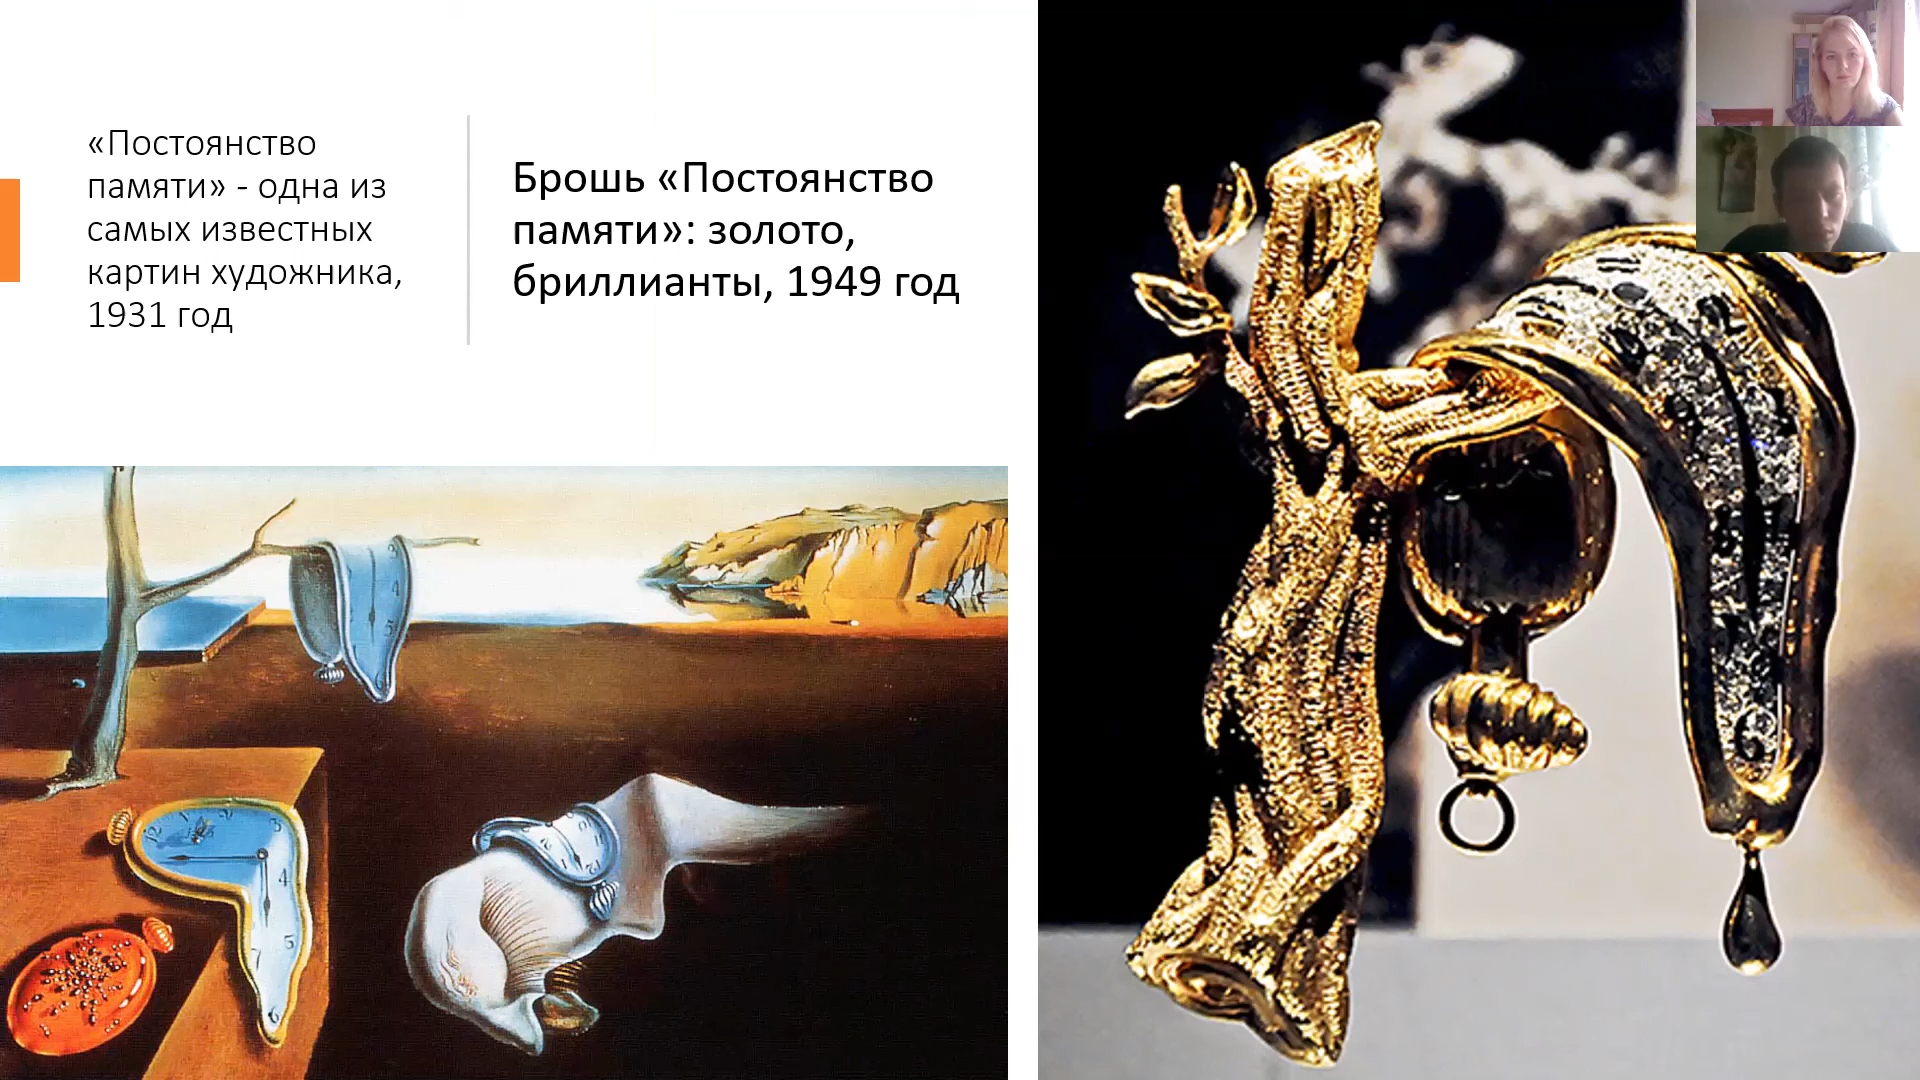 «Постоянство
памяти» - одна из
самых известных
картин художника,
1931 год
Брошь «Постоянство
памяти»: золото,
бриллианты, 1949 год